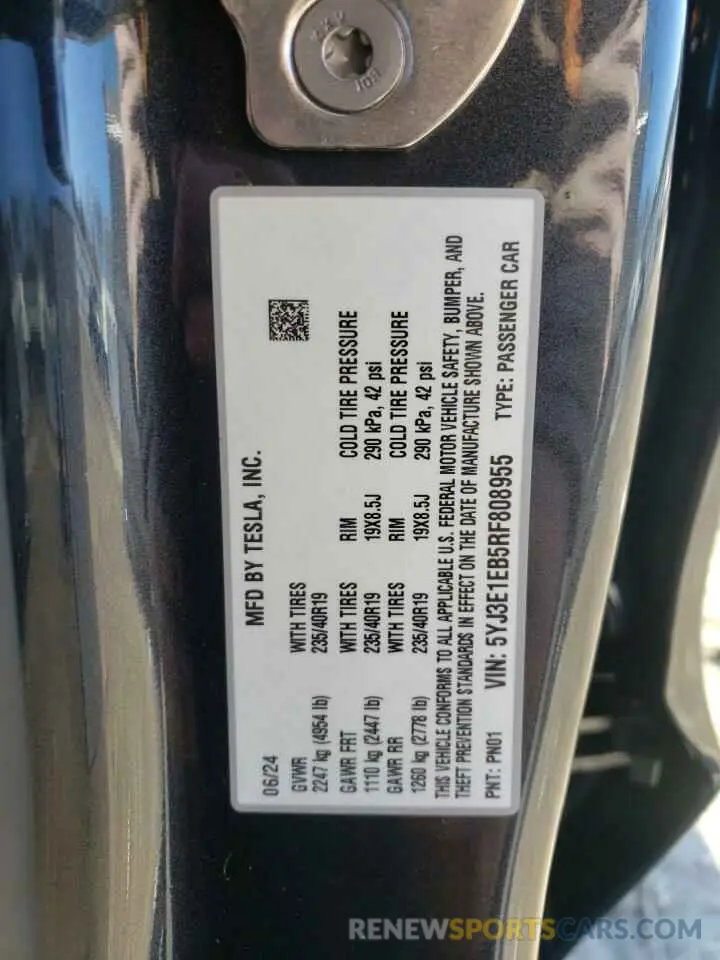 MFD BY TESLA, INC.
06/24
GVWR WITH TIRES
2247 kg (4954 lb) 235/40R19
GAWR FRT WITH TIRES RIM COLD TIRE PRESSURE
1110 kg (2447 lb) 235/40R19 19X8.5J 290 kPa, 42 psi
GAWR RR WITH TIRES RIM COLD TIRE PRESSURE
1260 kg (2778 lb) 235/40R19 19X8.5J 290 kPa, 42 psi
THIS VEHICLE CONFORMS TO ALL APPLICABLE U.S. FEDERAL MOTOR VEHICLE SAFETY, BUMPER, AND
THEFT PREVENTION STANDARDS IN EFFECT ON THE DATE OF MANUFACTURE SHOWN ABOVE.
PNT: PN01 VIN: 5YJ3E1EB5RF808955 TYPE: PASSENGER CAR
RENEWSPORTSCARS.COM